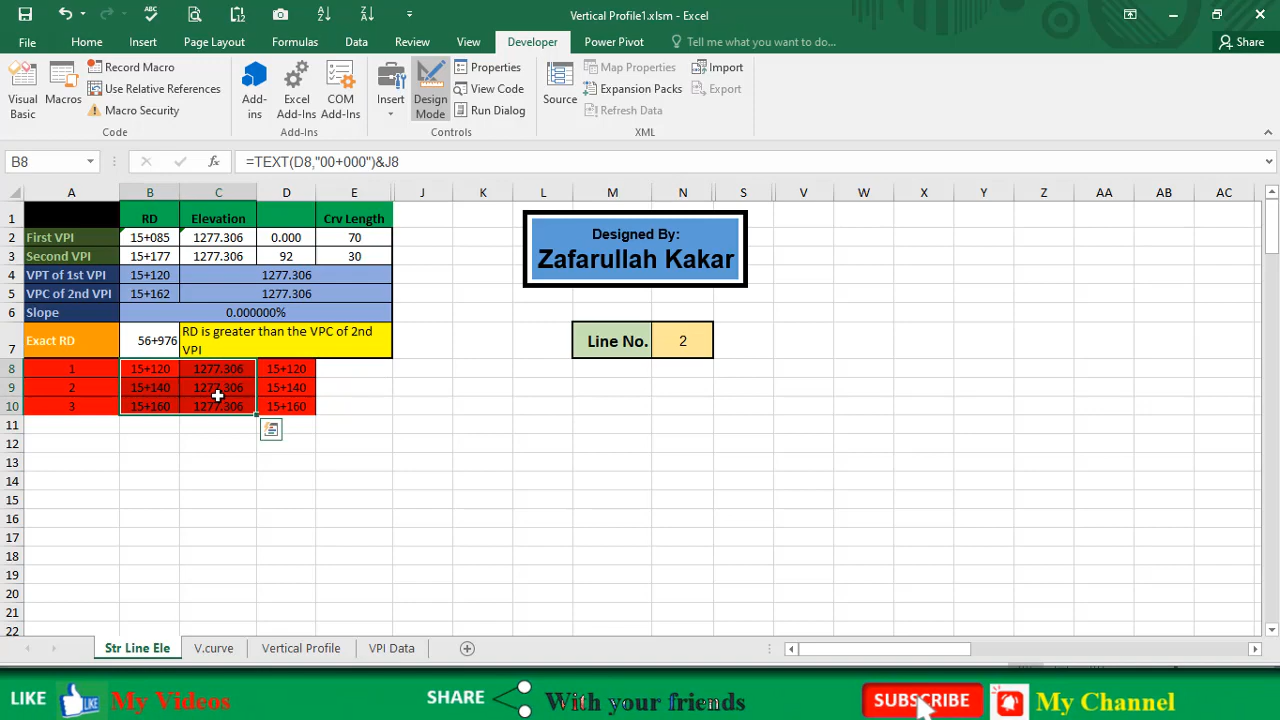 Vertical Profile1.xlsm - Excel
File Home Insert Page Layout Formulas Data Review View Developer Power Pivot Tell me what you want to do... Share
Visual Basic Macros Record Macro Use Relative References Macro Security Add-ins Excel Add-Ins COM Add-Ins Insert Design Mode Properties View Code Run Dialog Source Map Properties Expansion Packs Refresh Data Import Export
Code Add-Ins Controls XML
B8 fx =TEXT(D8,"00+000")&J8
A B C D E J K L M N S T U V W X Y Z AA AB AC
1 RD Elevation Crv Length
2 First VPI 15+085 1277.306 0.000 70
3 Second VPI 15+177 1277.306 92 30
4 VPT of 1st VPI 15+120 1277.306
5 VPC of 2nd VPI 15+162 1277.306
6 Slope 0.000000%
7 Exact RD 56+976 RD is greater than the VPC of 2nd VPI
8 1 15+120 1277.306 15+120
9 2 15+140 1277.306 15+140
10 3 15+160 1277.306 15+160
11
12
13
14
15
16
17
18
19
20
21
22
Designed By:
Zafarullah Kakar
Line No. 2
Str Line Ele V.curve Vertical Profile VPI Data
LIKE LIKE My Videos SHARE With your friends SUBSCRIBE My Channel